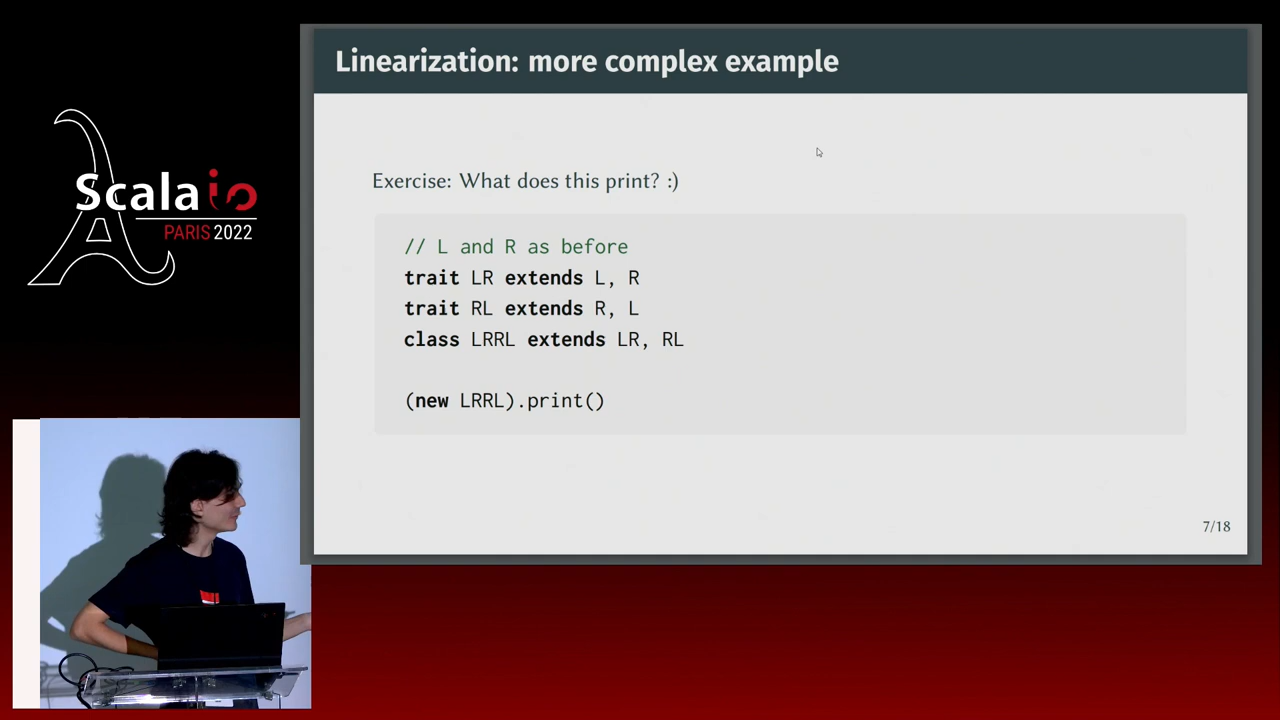 Linearization: more complex example
Exercise: What does this print? :)
// L and R as before
trait LR extends L, R
trait RL extends R, L
class LRRL extends LR, RL
(new LRRL).print()
7/18
Scala io
PARIS 2022